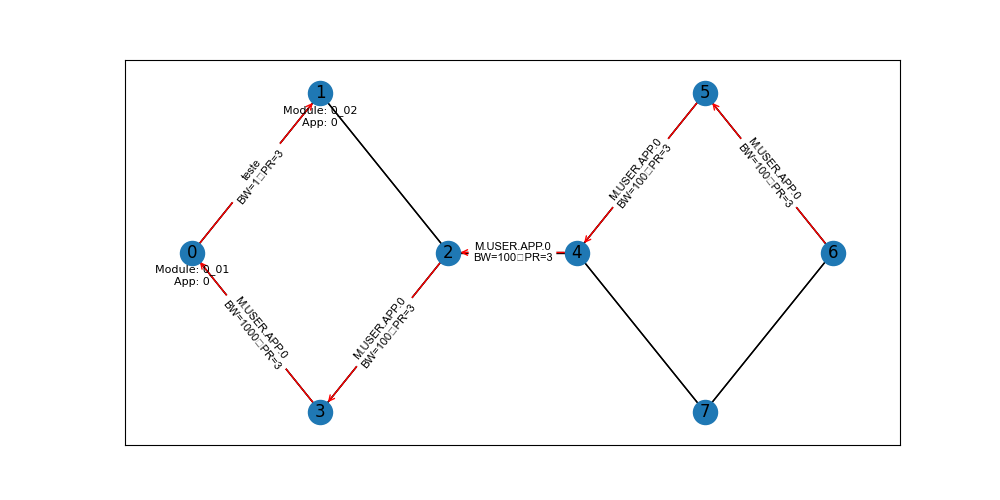 1
Module: 0_02
App: 0
5
teste
BW=1□PR=3
M.USER.APP.0
BW=100□PR=3
M.USER.APP.0
BW=100□PR=3
0
Module: 0_01
App: 0
2
M.USER.APP.0
BW=100□PR=3
4
6
M.USER.APP.0
BW=1000□PR=3
M.USER.APP.0
BW=100□PR=3
3
7